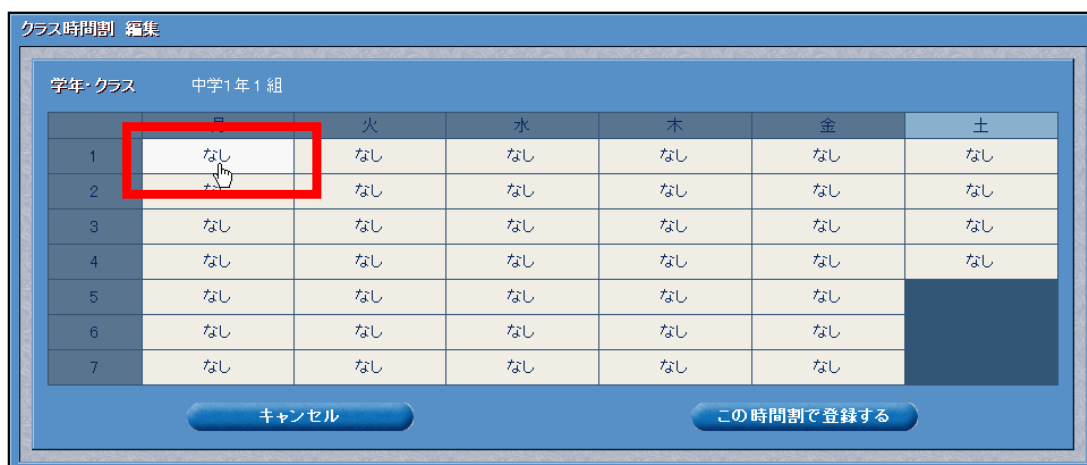 クラス時間割 編集
学年・クラス 中学1年1組
火 水 木 金 土
1 なし なし なし なし なし なし
2 なし なし なし なし なし
3 なし なし なし なし なし なし
4 なし なし なし なし なし なし
5 なし なし なし なし なし
6 なし なし なし なし なし
7 なし なし なし なし なし
キャンセル この時間割で登録する